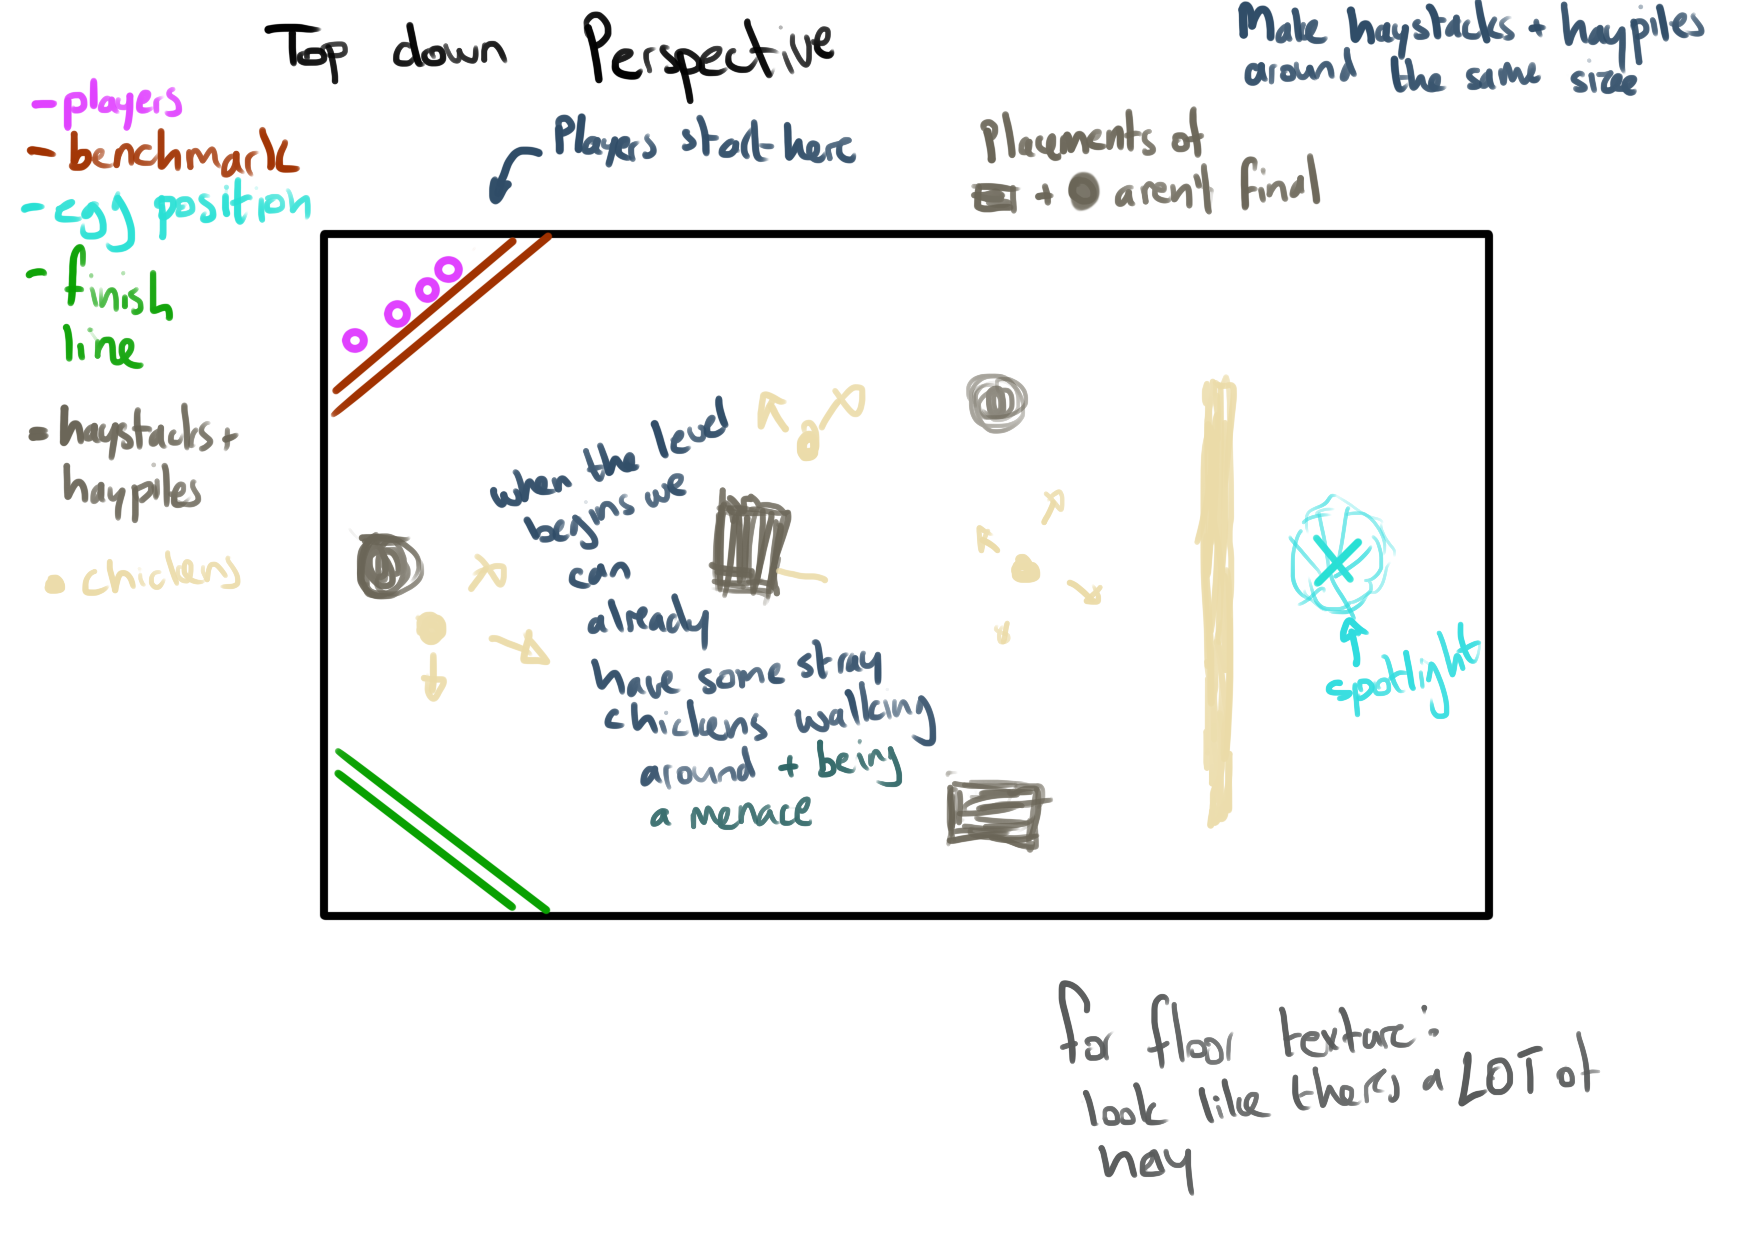 Top down Perspective
Make haystacks + haypiles
around the same sizee
- players
- benchmark
- egg position
- finish
line
- haystacks +
haypiles
chickens
Players start here
Placements of
+ aren't final
when the level
begins we
can
already
have some stray
chickens walking
around + being
a menace
spotlight
for floor texture:
look like theres a LOT of
hay